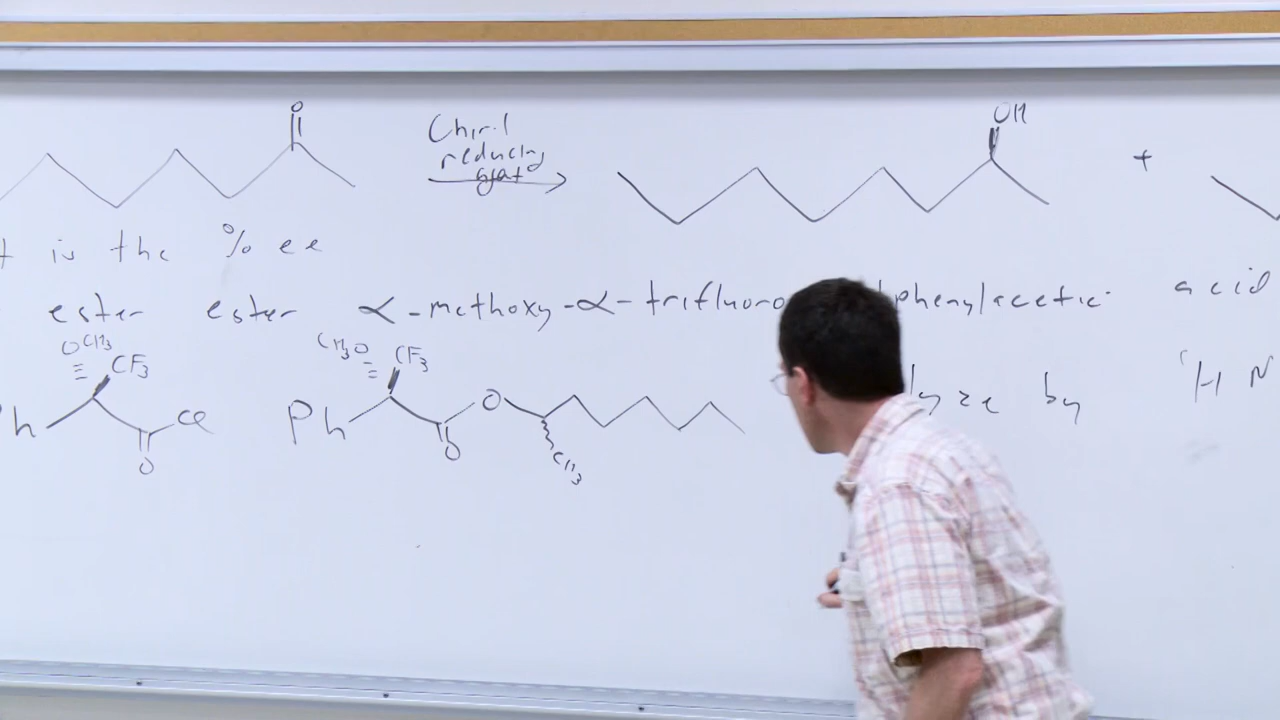 O
Chiral reducing agent
OH
+
t is the % ee
ester ester α-methoxy-α-trifluoro phenylacetic acid
OCH3 CF3
CH3O CF3
lyze by 1H N
Ph Cl O
Ph O O CH3